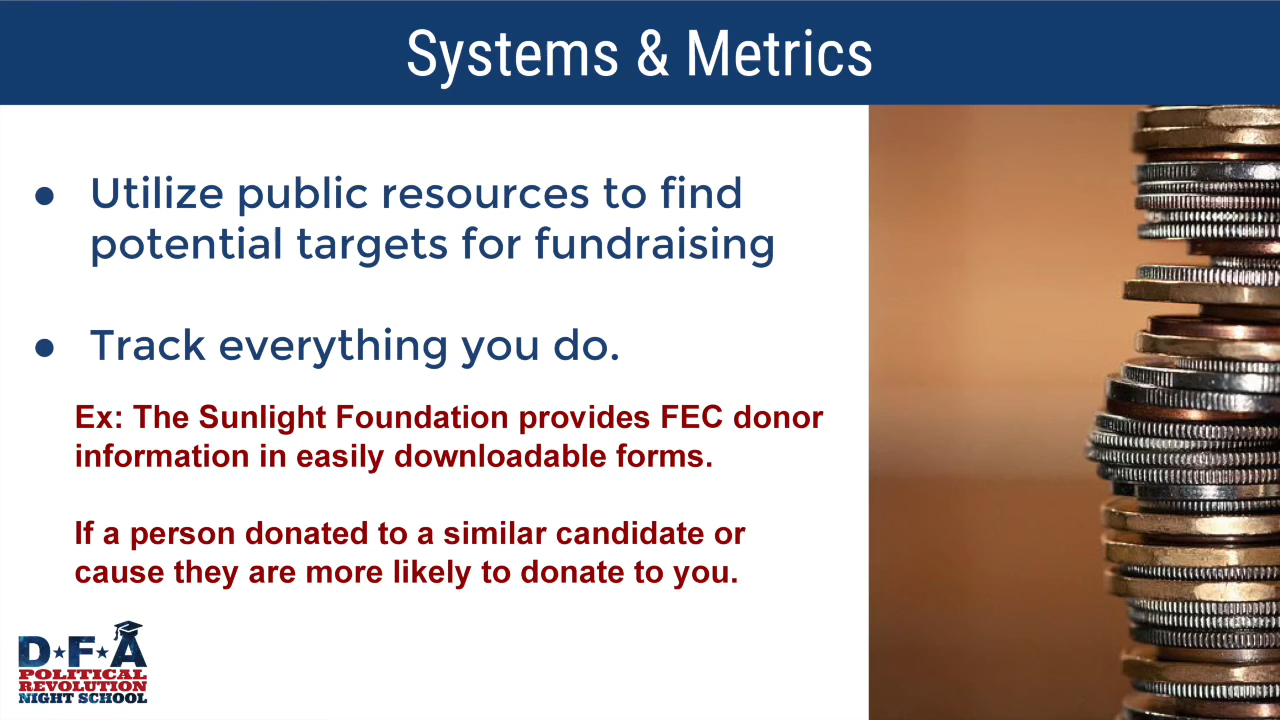 Systems & Metrics
● Utilize public resources to find
potential targets for fundraising
● Track everything you do.
Ex: The Sunlight Foundation provides FEC donor
information in easily downloadable forms.
If a person donated to a similar candidate or
cause they are more likely to donate to you.
D★F★A
POLITICAL
REVOLUTION
NIGHT SCHOOL